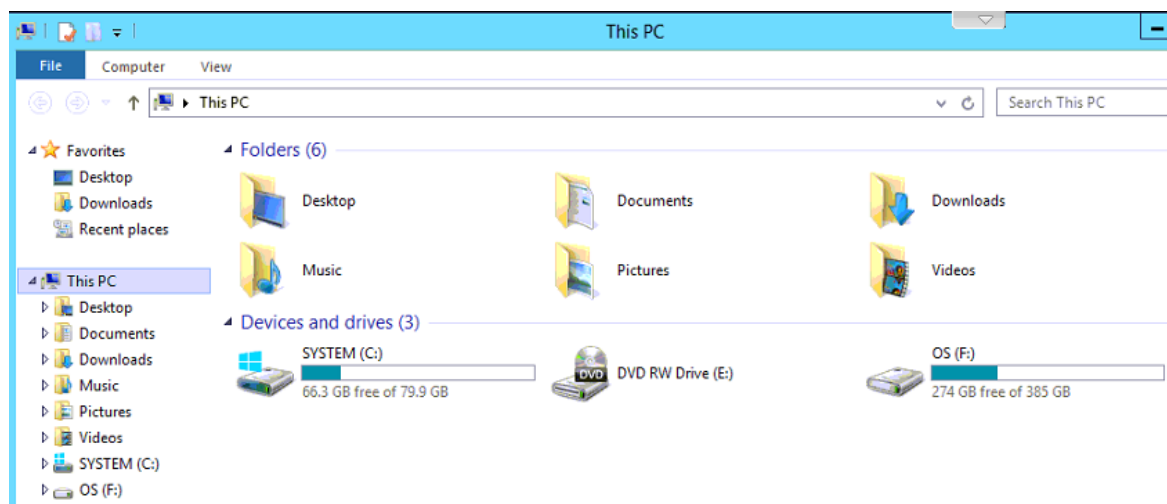 This PC
File Computer View
This PC Search This PC
Favorites
Desktop
Downloads
Recent places
This PC
Desktop
Documents
Downloads
Music
Pictures
Videos
SYSTEM (C:)
OS (F:)
Folders (6)
Desktop Documents Downloads
Music Pictures Videos
Devices and drives (3)
SYSTEM (C:)
66.3 GB free of 79.9 GB
DVD
DVD RW Drive (E:)
OS (F:)
274 GB free of 385 GB